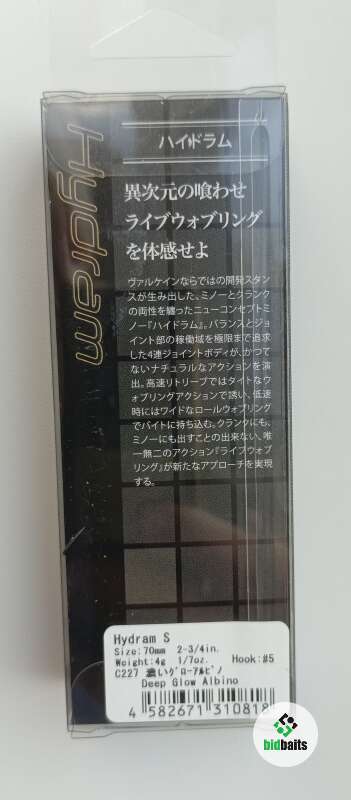 ハイドラム
Hydram
異次元の喰わせ
ライブウォブリング
を体感せよ
ヴァルケインならではの開発スタン
スが生み出した。ミノーとクランク
の両性を纏ったニューコンセプトミ
ノー『ハイドラム』。バランスとジョ
イント部の稼働域を極限まで追求
した4連ジョイントボディが、かつて
ないナチュラルなアクションを演
出。高速リトリーブではタイトなウ
ォブリングアクションで誘い、低速
時にはワイドなロールウォブリング
でバイトに持ち込む。クランクにも、
ミノーにも出すことの出来ない、唯
一無二のアクション『ライブウォブ
リング』が新たなアプローチを実現
する。
Hydram S
Size:70mm 2-3/4in.
Weight:4g 1/7oz. Hook:#5
C227 濃いグローアルビノ
Deep Glow Albino
4 582671 310818
bidbaits